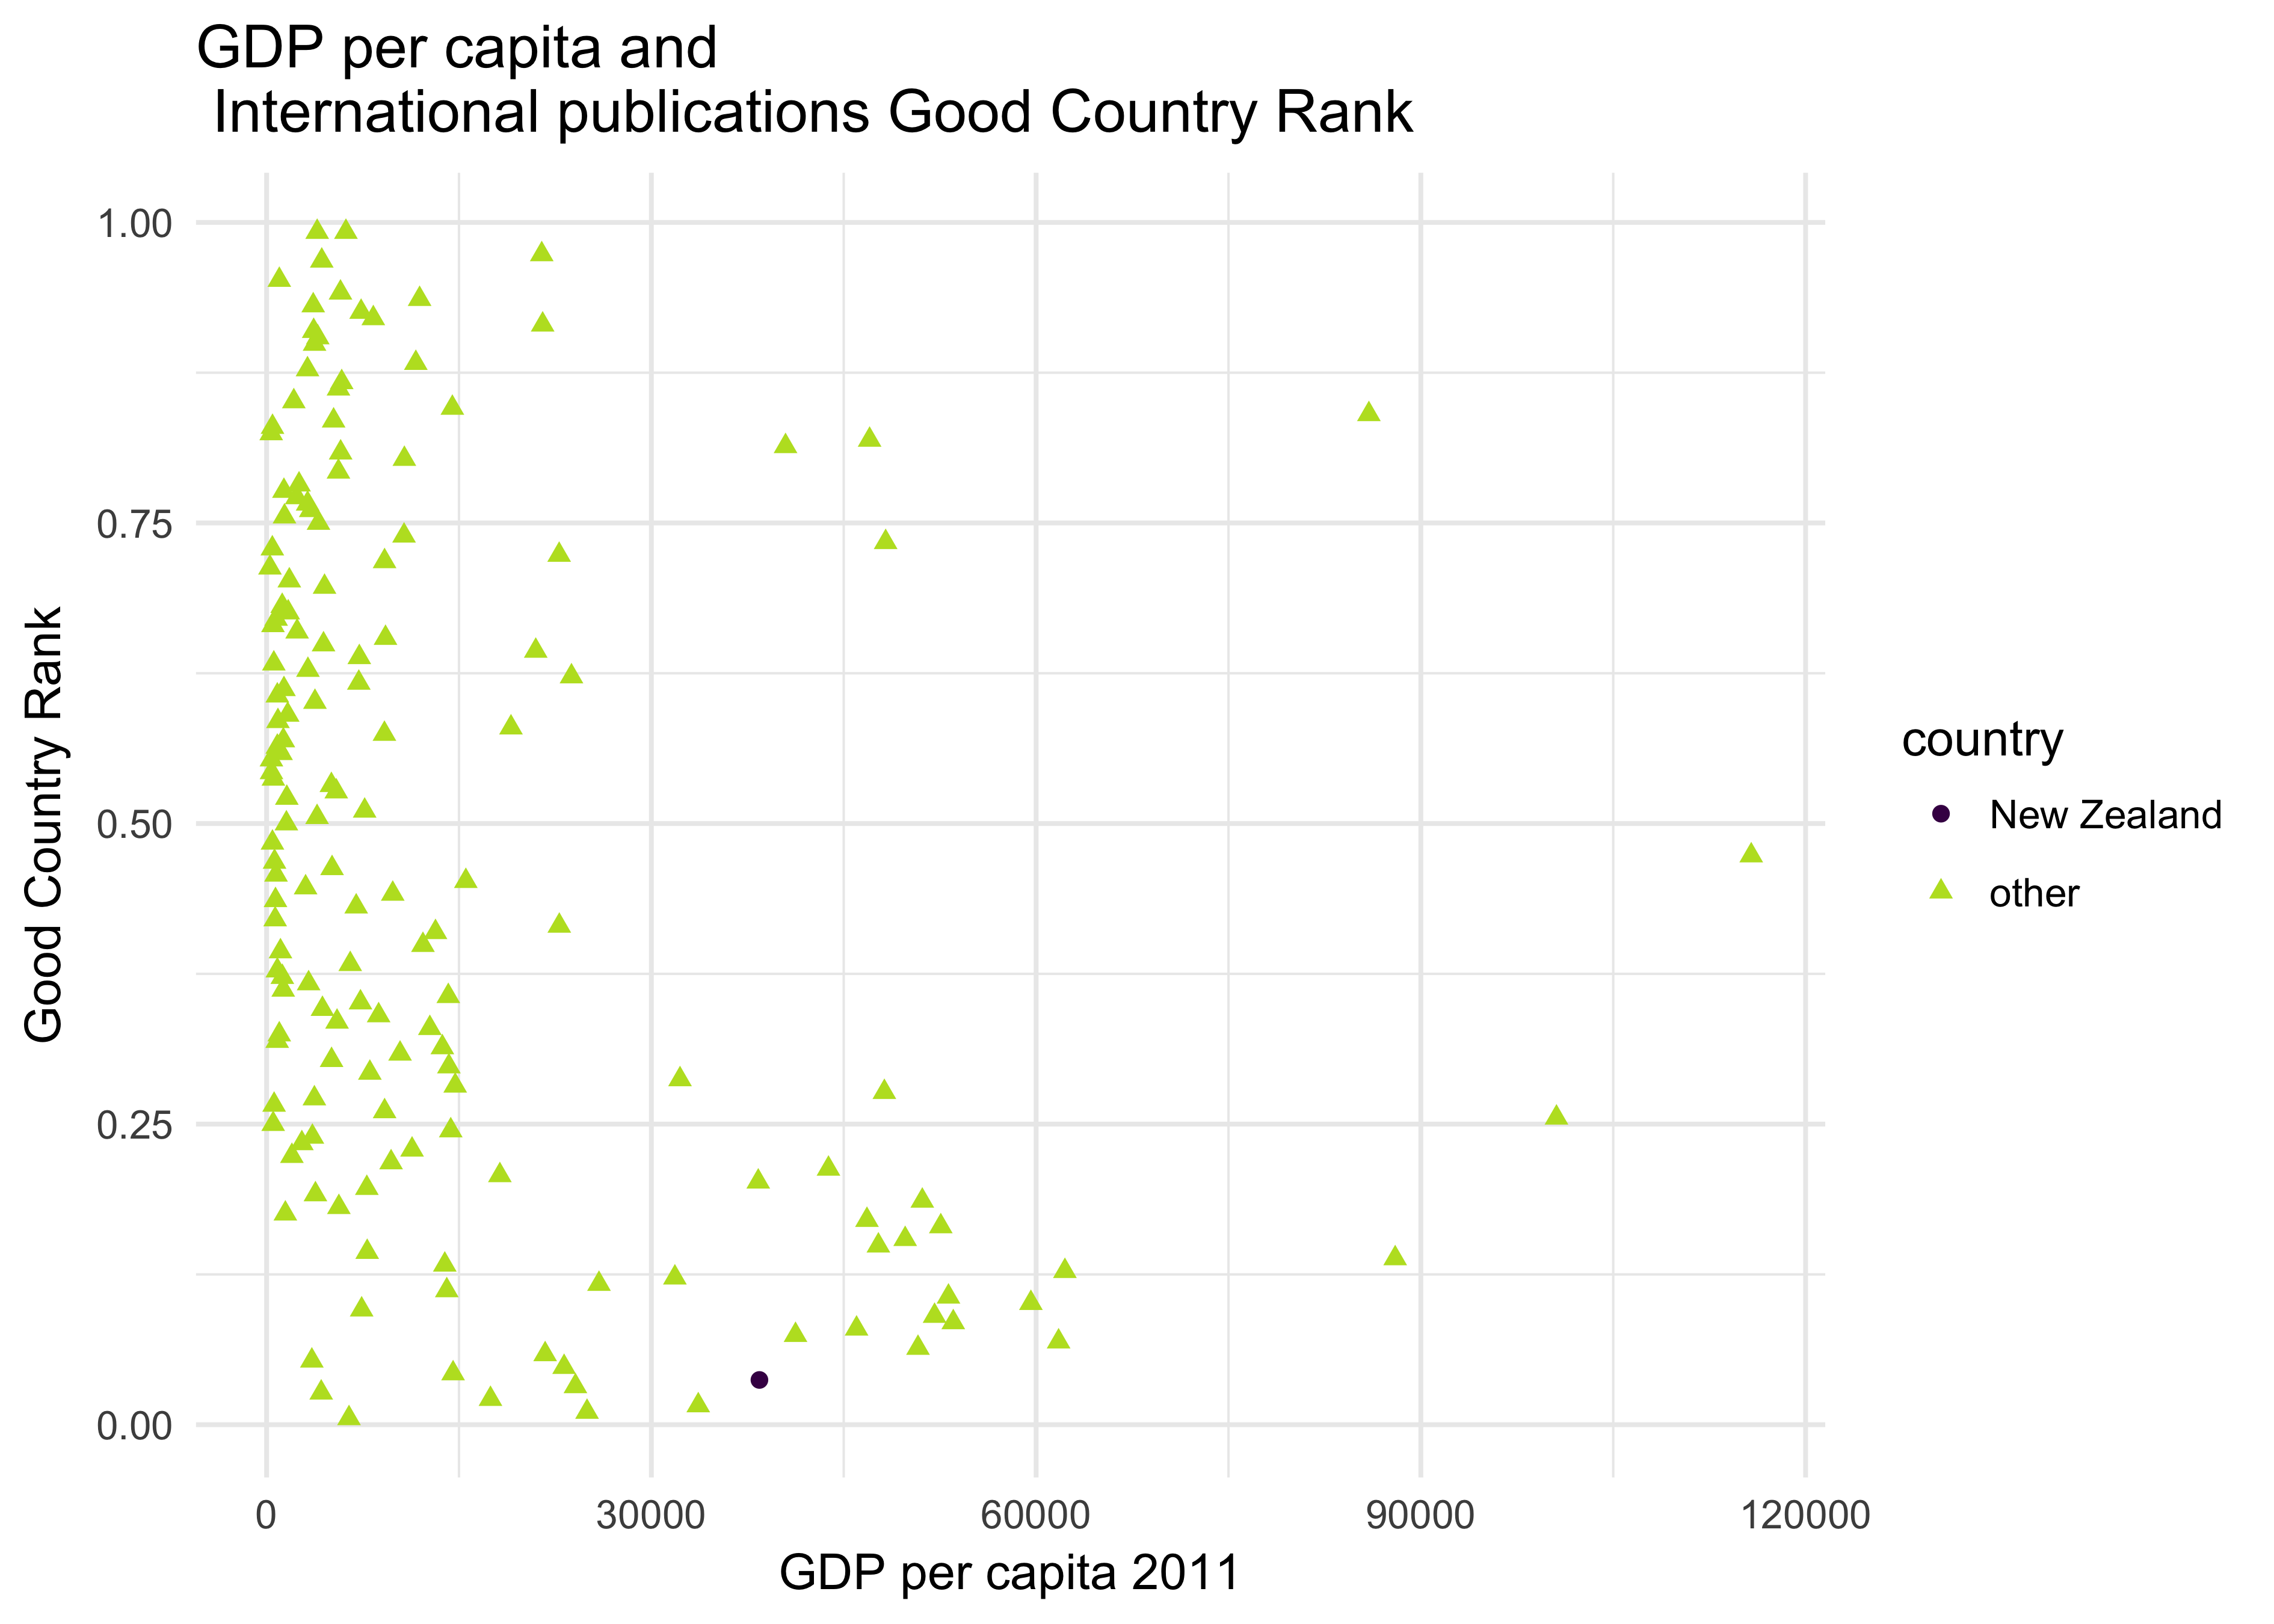 GDP per capita and
International publications Good Country Rank
Good Country Rank
1.00
0.75
0.50
0.25
0.00
0
30000
60000
90000
120000
GDP per capita 2011
country
New Zealand
other